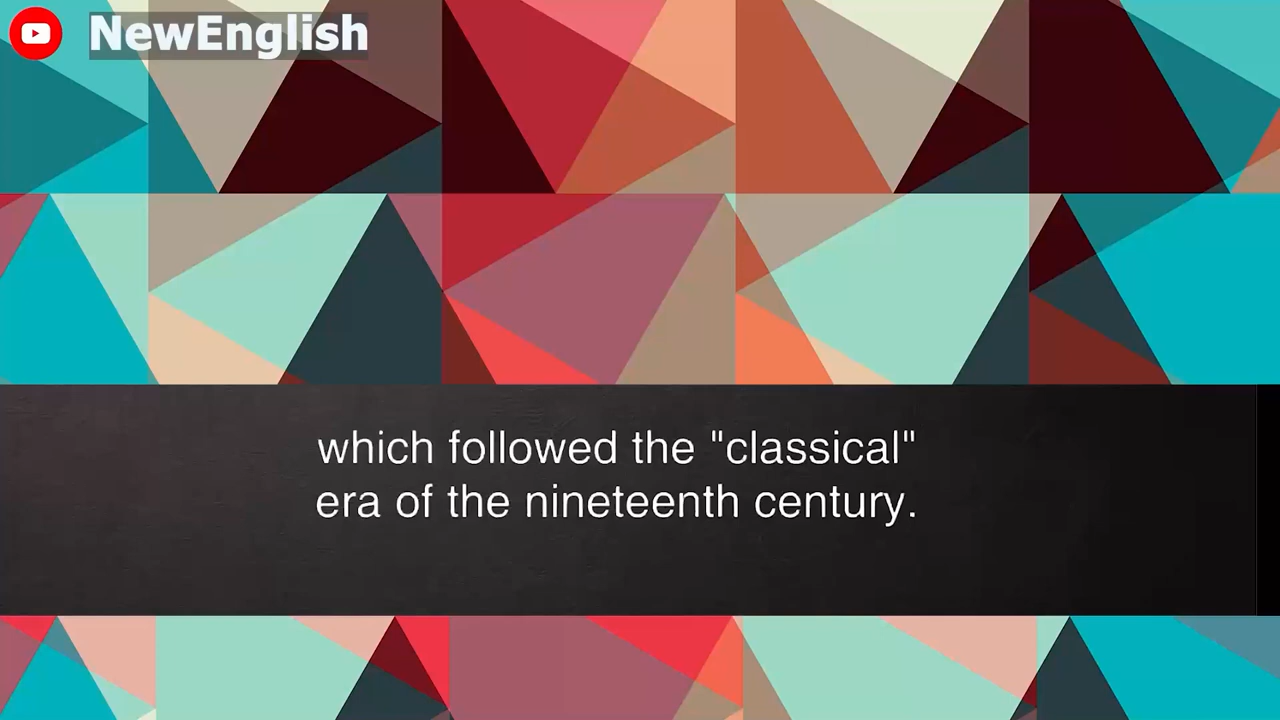 NewEnglish
which followed the "classical"
era of the nineteenth century.